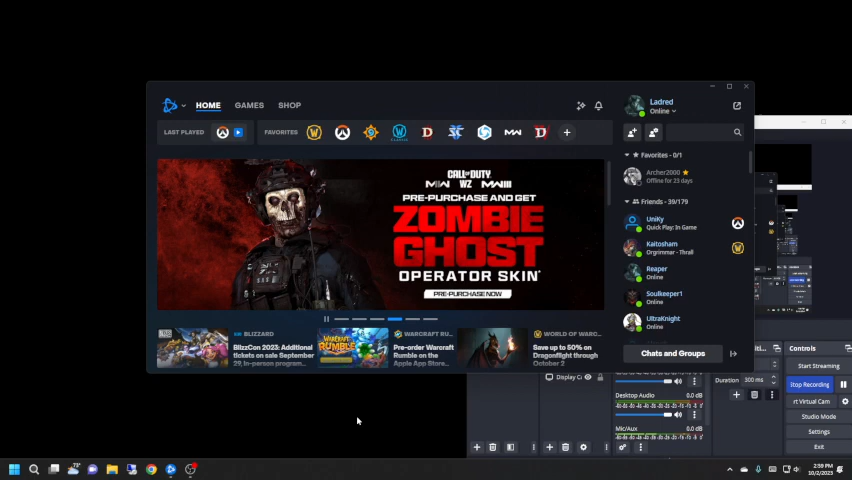 HOME
GAMES
SHOP
LAST PLAYED
FAVORITES
Ladred
Online
CALL OF DUTY
MW WZ MWIII
PRE-PURCHASE AND GET
ZOMBIE
GHOST
OPERATOR SKIN*
PRE-PURCHASE NOW
Favorites - 0/1
Archer2000
Offline for 23 days
Friends - 39/179
UniKy
Quick Play: In Game
Kaitosham
Orgrimmar - Thrall
Reaper
Online
Soulkeeper1
Online
UltraKnight
Online
Chats and Groups
BLIZZARD
BlizzCon 2023: Additional
tickets on sale September
29, In-person program...
WARCRAFT RUMBLE
WARCRAFT RU...
Pre-order Warcraft
Rumble on the
Apple App Store...
WORLD OF WARC...
Save up to 50% on
Dragonflight through
October 2
Display C
Desktop Audio
0.0 dB
Mic/Aux
0.0 dB
Duration
300 ms
Controls
Start Streaming
Stop Recording
rt Virtual Cam
Studio Mode
Settings
Exit
2:59 PM
10/2/2023